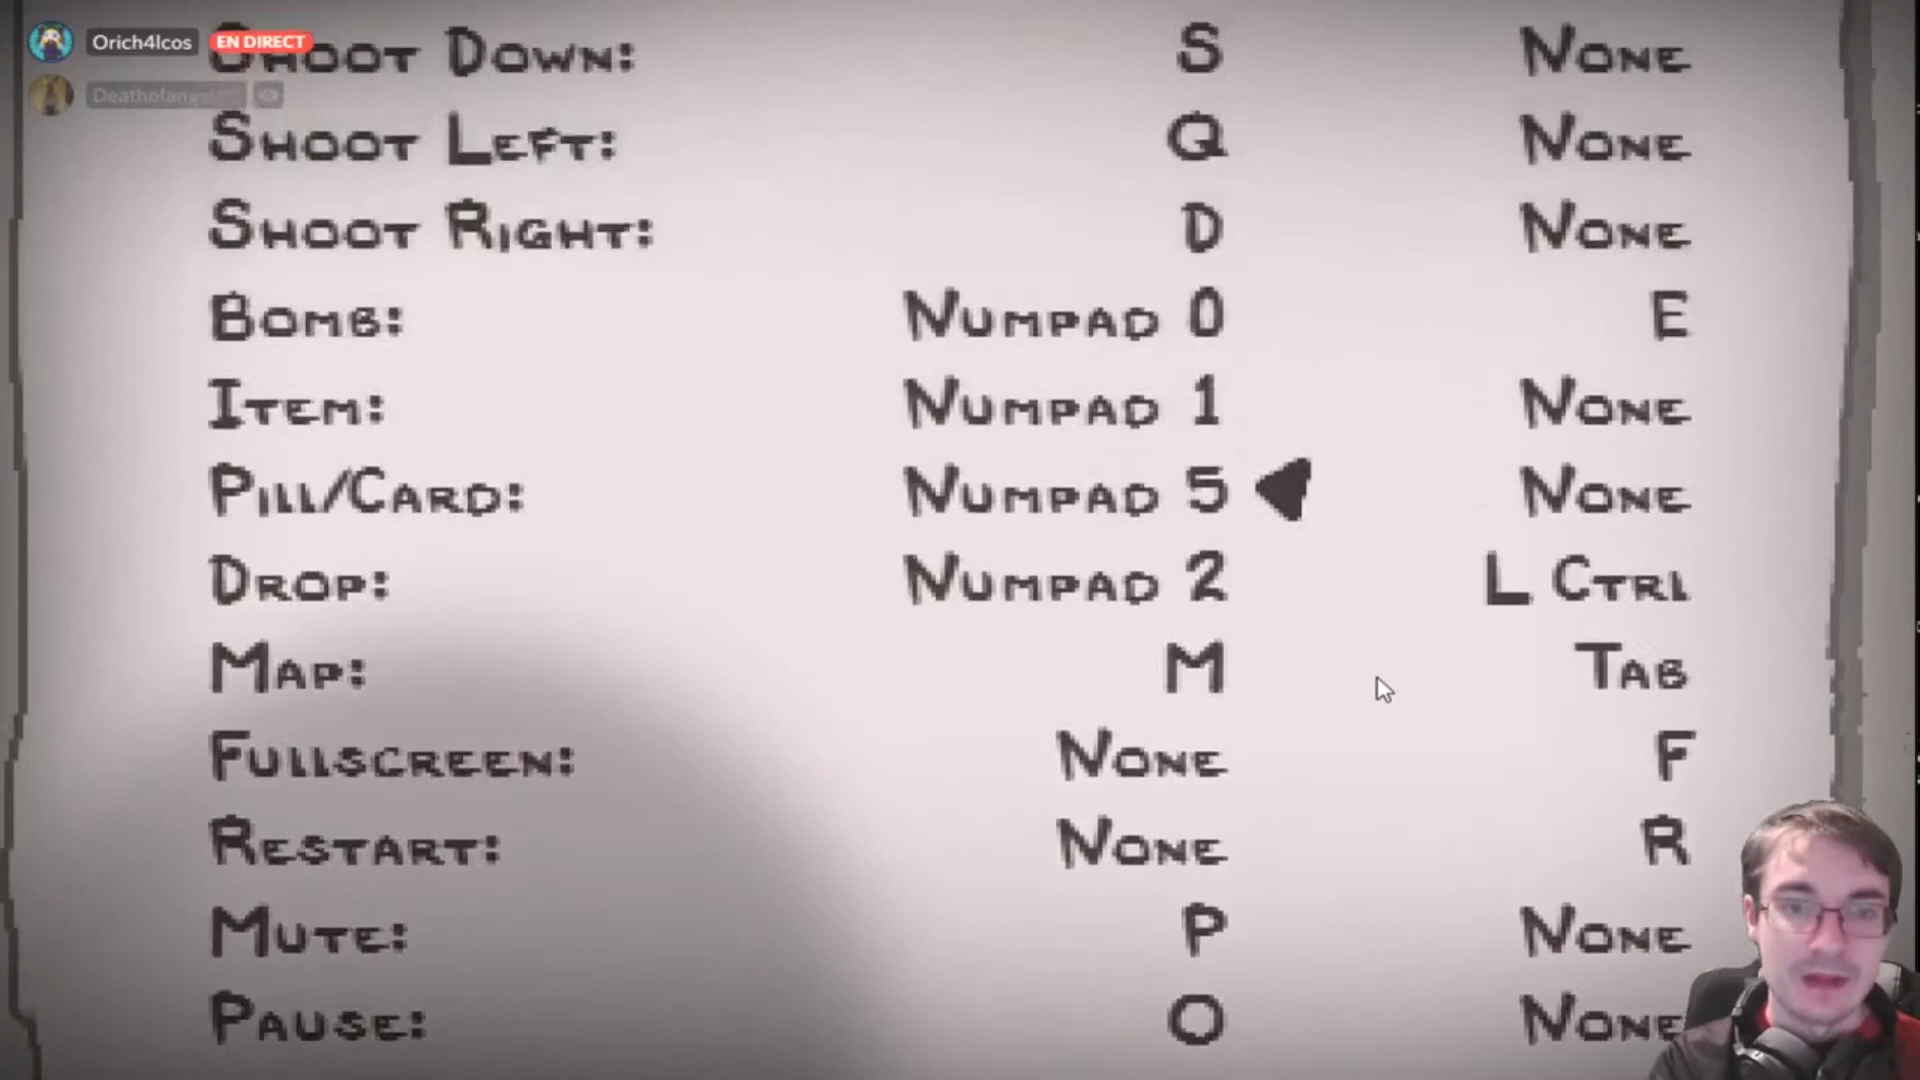 Orich4lcos EN DIRECT
SHOOT DOWN: S NONE
SHOOT LEFT: Q NONE
SHOOT RIGHT: D NONE
BOMB: NUMPAD 0 E
ITEM: NUMPAD 1 NONE
PILL/CARD: NUMPAD 5 NONE
DROP: NUMPAD 2 L CTRL
MAP: M TAB
FULLSCREEN: NONE F
RESTART: NONE R
MUTE: P NONE
PAUSE: O NONE